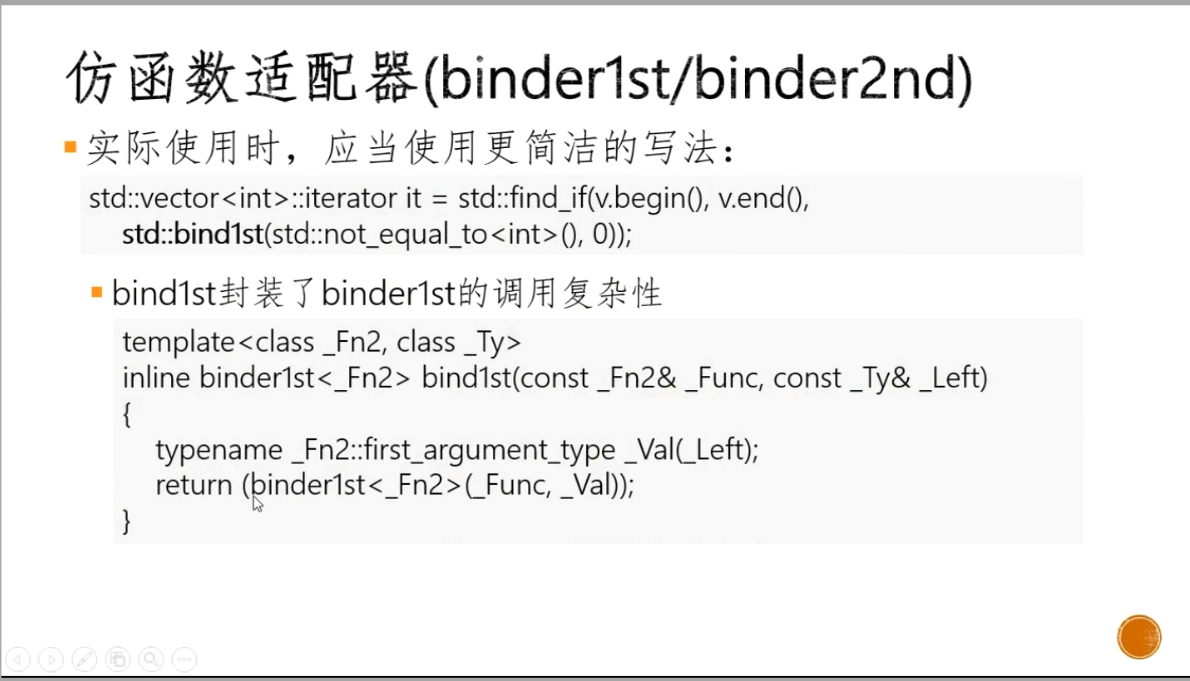 仿函数适配器(binder1st/binder2nd)
实际使用时，应当使用更简洁的写法：
std::vector<int>::iterator it = std::find_if(v.begin(), v.end(),
std::bind1st(std::not_equal_to<int>(), 0));
bind1st封装了binder1st的调用复杂性
template<class _Fn2, class _Ty>
inline binder1st<_Fn2> bind1st(const _Fn2& _Func, const _Ty& _Left)
{
typename _Fn2::first_argument_type _Val(_Left);
return (binder1st<_Fn2>(_Func, _Val));
}